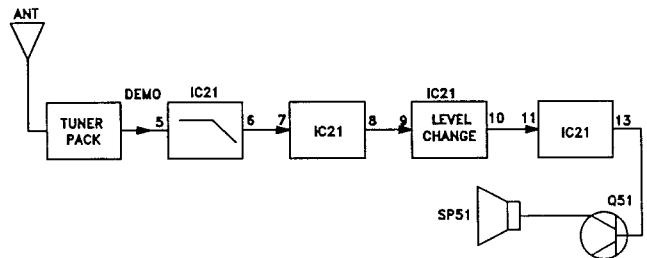 ANT
DEMO
IC21
IC21
TUNER
PACK
5
6
7
IC21
8
9
LEVEL
CHANGE
10
11
IC21
13
SP51
Q51